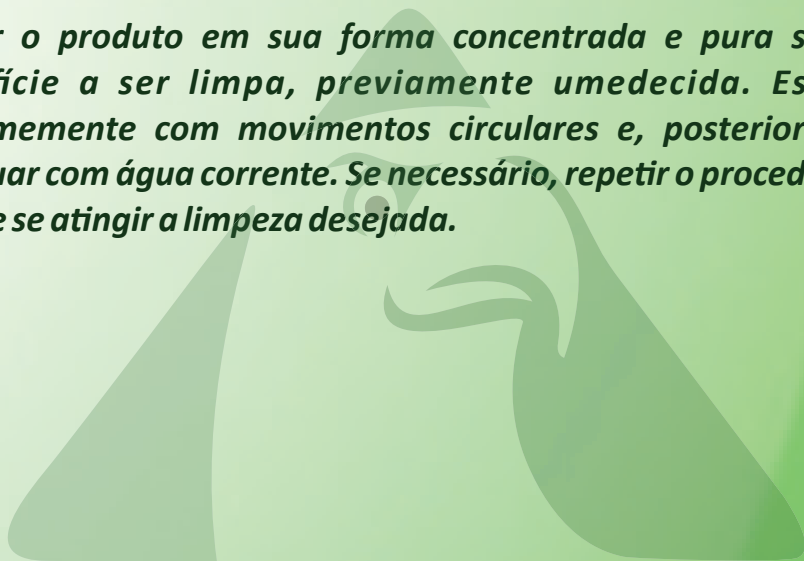 r o produto em sua forma concentrada e pura s
fície a ser limpa, previamente umedecida. Es
memente com movimentos circulares e, posterior
uar com água corrente. Se necessário, repetir o proced
e se atingir a limpeza desejada.